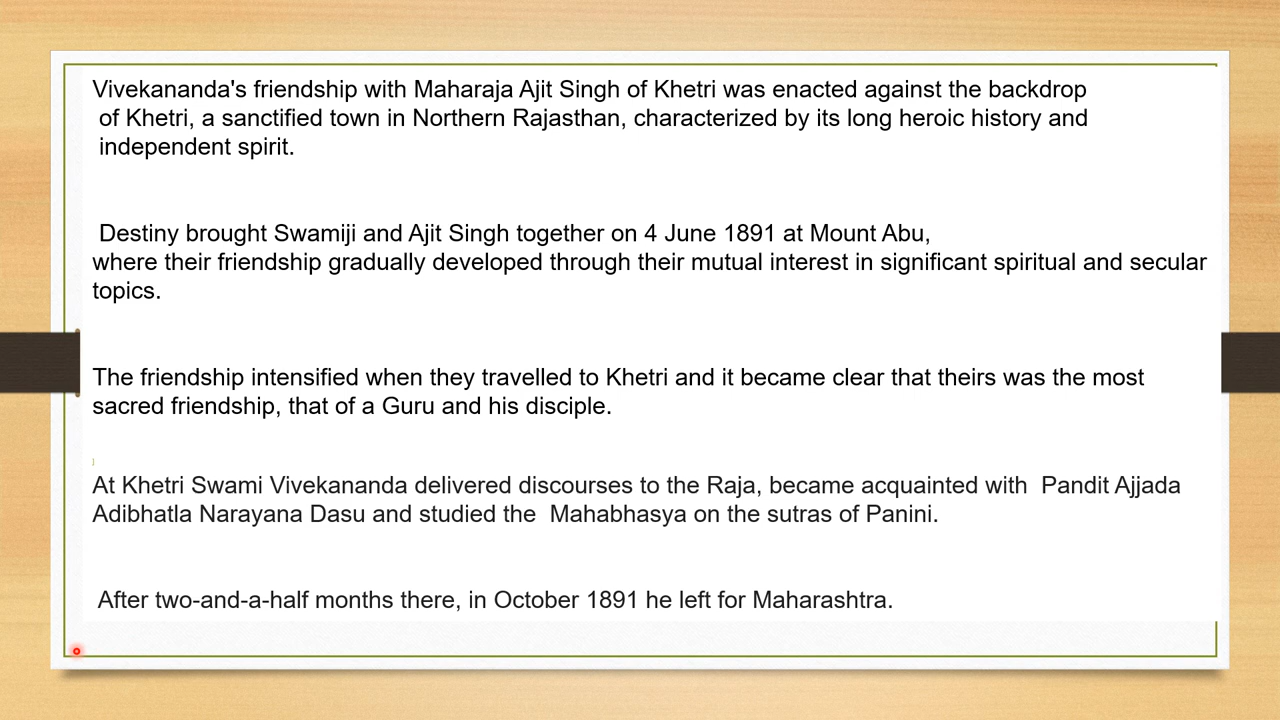 Vivekananda's friendship with Maharaja Ajit Singh of Khetri was enacted against the backdrop
of Khetri, a sanctified town in Northern Rajasthan, characterized by its long heroic history and
independent spirit.
Destiny brought Swamiji and Ajit Singh together on 4 June 1891 at Mount Abu,
where their friendship gradually developed through their mutual interest in significant spiritual and secular
topics.
The friendship intensified when they travelled to Khetri and it became clear that theirs was the most
sacred friendship, that of a Guru and his disciple.
]
At Khetri Swami Vivekananda delivered discourses to the Raja, became acquainted with  Pandit Ajjada
Adibhatla Narayana Dasu and studied the  Mahabhasya on the sutras of Panini.
After two-and-a-half months there, in October 1891 he left for Maharashtra.